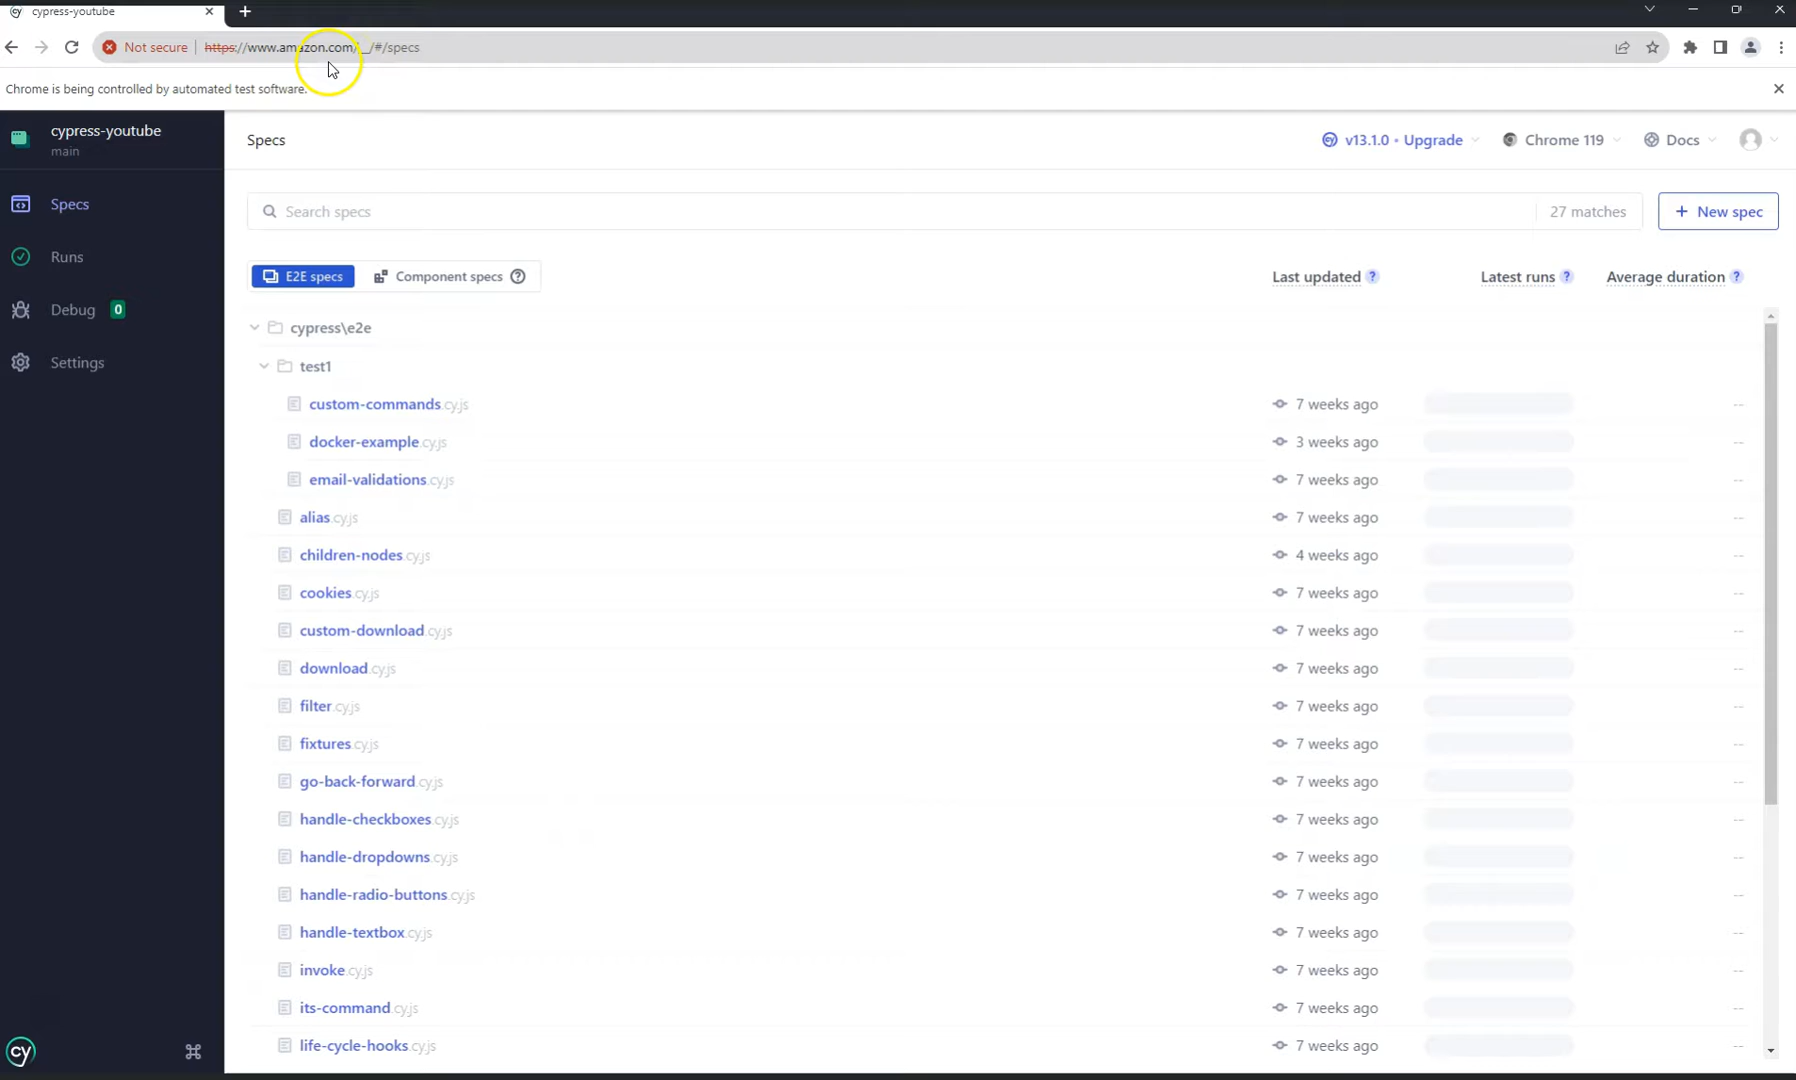 cypress-youtube
Not secure https://www.amazon.com/__/#/specs
Chrome is being controlled by automated test software.
cypress-youtube
main
Specs
Runs
Debug 0
Settings
cy
Specs
v13.1.0 • Upgrade
Chrome 119
Docs
Search specs
27 matches
+ New spec
E2E specs
Component specs ?
Last updated ?
Latest runs ?
Average duration ?
cypress\e2e
test1
custom-commands.cy.js 7 weeks ago --
docker-example.cy.js 3 weeks ago --
email-validations.cy.js 7 weeks ago --
alias.cy.js 7 weeks ago --
children-nodes.cy.js 4 weeks ago --
cookies.cy.js 7 weeks ago --
custom-download.cy.js 7 weeks ago --
download.cy.js 7 weeks ago --
filter.cy.js 7 weeks ago --
fixtures.cy.js 7 weeks ago --
go-back-forward.cy.js 7 weeks ago --
handle-checkboxes.cy.js 7 weeks ago --
handle-dropdowns.cy.js 7 weeks ago --
handle-radio-buttons.cy.js 7 weeks ago --
handle-textbox.cy.js 7 weeks ago --
invoke.cy.js 7 weeks ago --
its-command.cy.js 7 weeks ago --
life-cycle-hooks.cy.js 7 weeks ago --